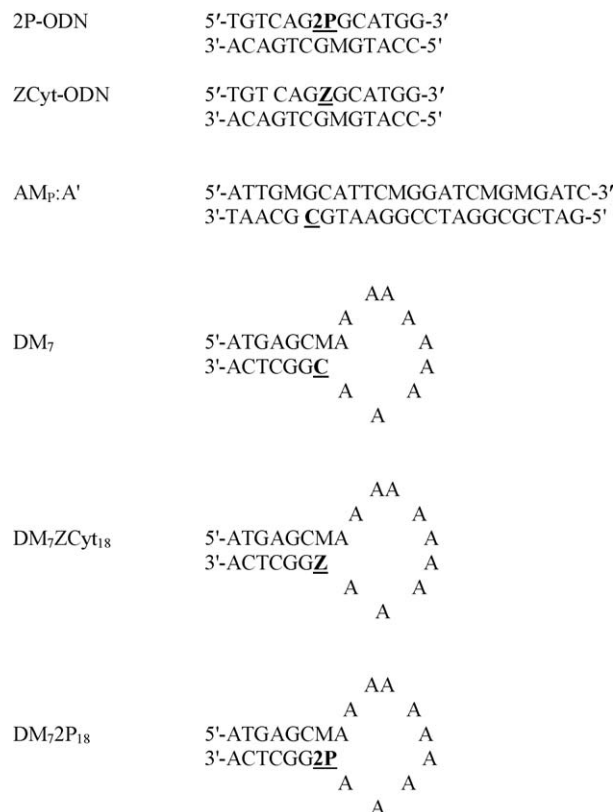 2P-ODN 5′-TGTCAG2PGCATGG-3′
3′-ACAGTCGMGTACC-5'
ZCyt-ODN 5′-TGT CAGZGCATGG-3′
3′-ACAGTCGMGTACC-5'
AMP:A' 5′-ATTGMGCATTCMGGATCMGMGATC-3′
3′-TAACG CGTAAGGCCTAGGCGCTAG-5'
AA
A A
DM7 5'-ATGAGCMA A
3'-ACTCGGC A
A A
A
AA
A A
DM7ZCyt18 5'-ATGAGCMA A
3'-ACTCGGZ A
A A
A
AA
A A
DM72P18 5'-ATGAGCMA A
3'-ACTCGG2P A
A A
A